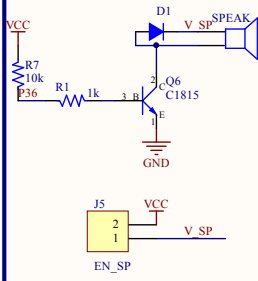 D1
VCC
V_SP
SPEAK
R7
10k
P36
R1
1k
2
C
Q6
3
B
C1815
E
1
GND
J5
VCC
2
1
V_SP
EN_SP